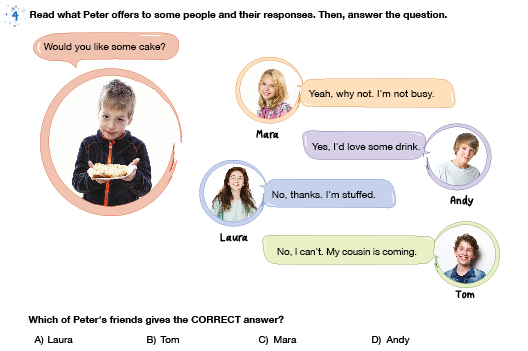 4 Read what Peter offers to some people and their responses. Then, answer the question.
Would you like some cake?
Yeah, why not. I'm not busy.
Mara
Yes, I'd love some drink.
Andy
No, thanks. I'm stuffed.
Laura
No, I can't. My cousin is coming.
Tom
Which of Peter's friends gives the CORRECT answer?
A) Laura B) Tom C) Mara D) Andy